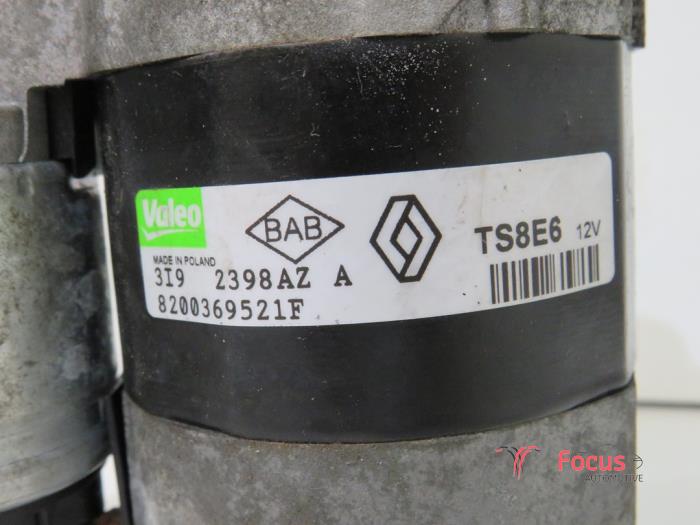 Valeo
BAB
TS8E6 12V
MADE IN POLAND
3I9 2398AZ A
8200369521F
Focus
AUTOMOTIVE